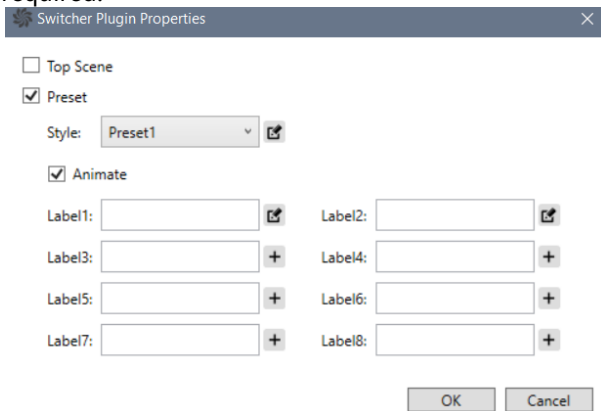 required.
Switcher Plugin Properties
Top Scene
Preset
Style: Preset1
Animate
Label1: Label2:
Label3: Label4:
Label5: Label6:
Label7: Label8:
OK Cancel